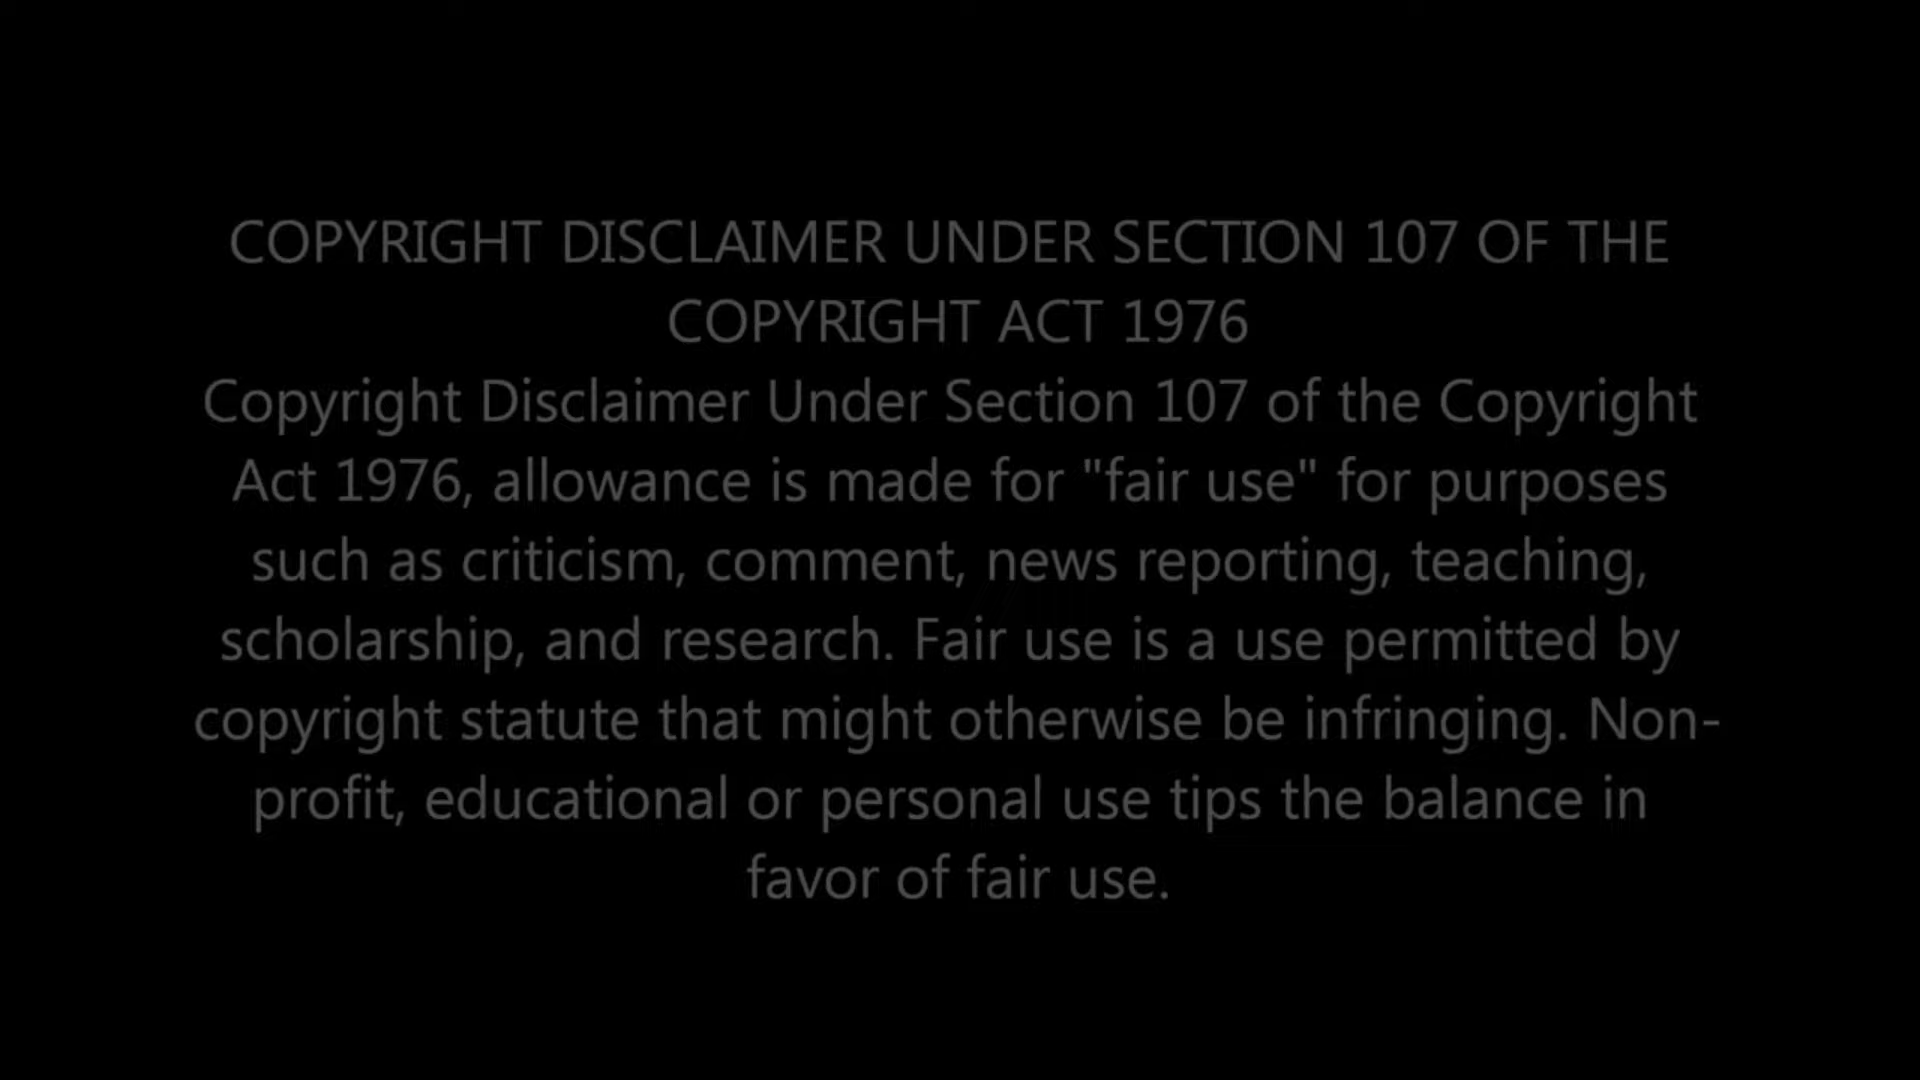 COPYRIGHT DISCLAIMER UNDER SECTION 107 OF THE
COPYRIGHT ACT 1976
Copyright Disclaimer Under Section 107 of the Copyright
Act 1976, allowance is made for "fair use" for purposes
such as criticism, comment, news reporting, teaching,
scholarship, and research. Fair use is a use permitted by
copyright statute that might otherwise be infringing. Non-
profit, educational or personal use tips the balance in
favor of fair use.